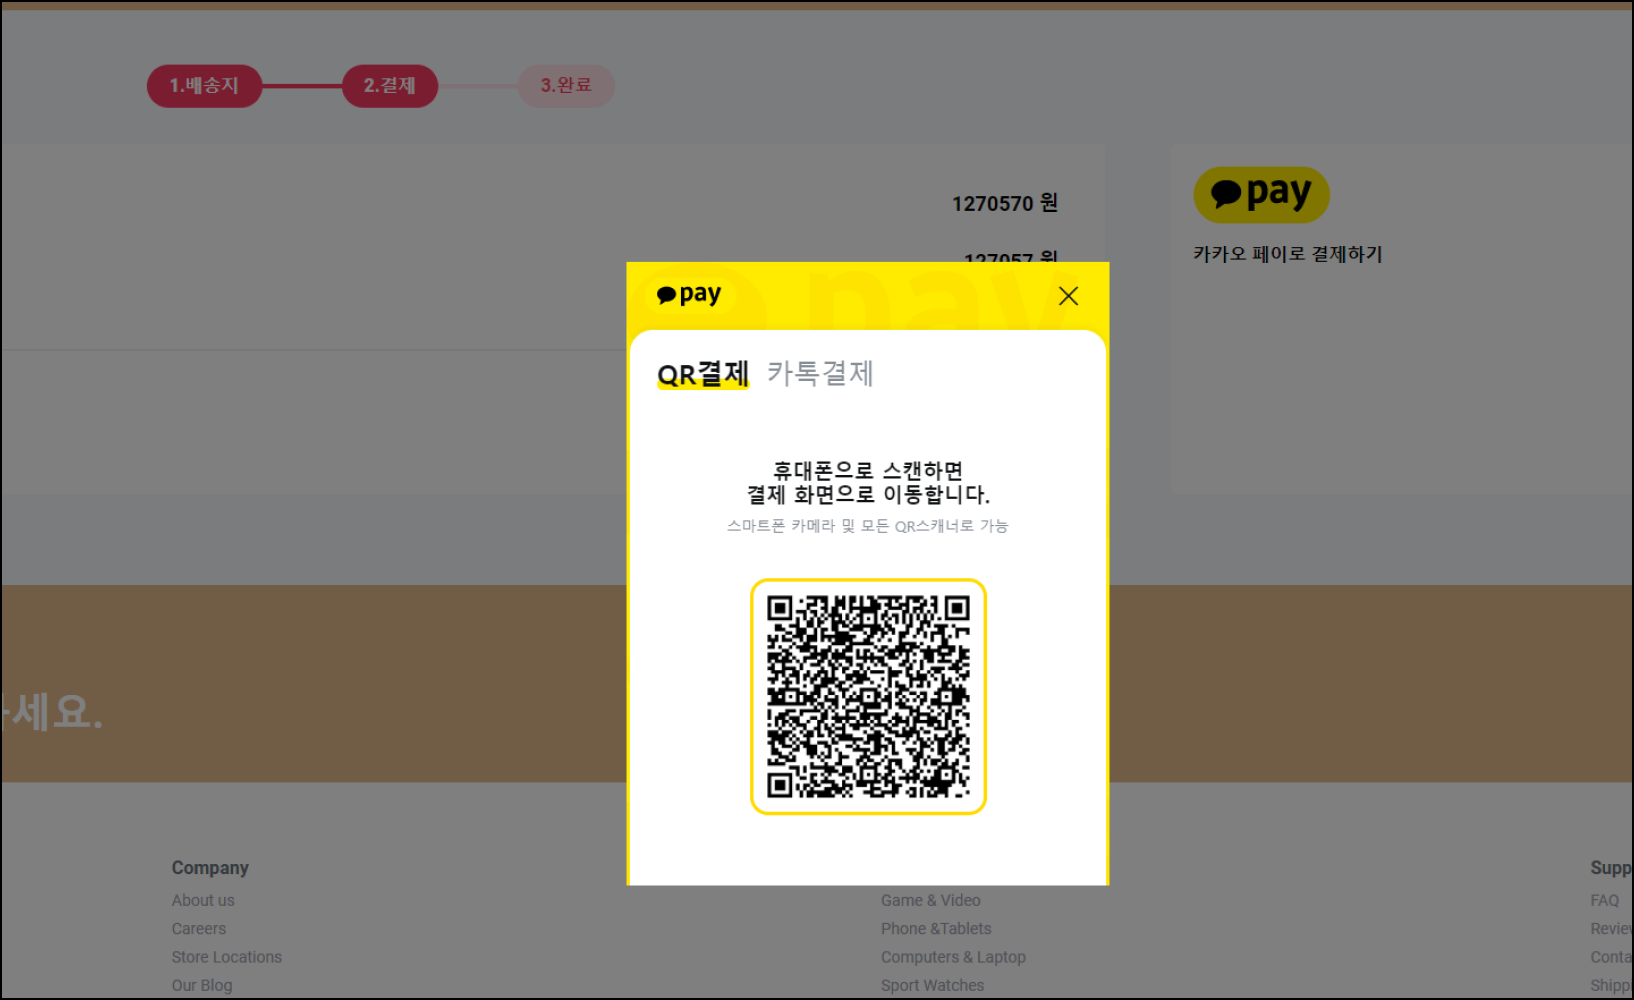 1.배송지
2.결제
3.완료
1270570 원
127057 원
pay
카카오 페이로 결제하기
pay
QR결제 카톡결제
휴대폰으로 스캔하면
결제 화면으로 이동합니다.
스마트폰 카메라 및 모든 QR스캐너로 가능
세요.
Company
About us
Careers
Store Locations
Our Blog
Game & Video
Phone &Tablets
Computers & Laptop
Sport Watches
Supp
FAQ
Review
Conta
Shipp